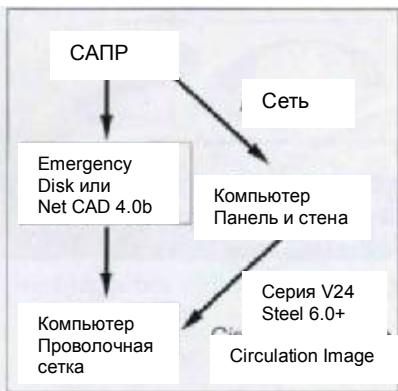 САПР
Сеть
Emergency
Disk или
Net CAD 4.0b
Компьютер
Панель и стена
Серия V24
Steel 6.0+
Компьютер
Проволочная
сетка
Circulation Image